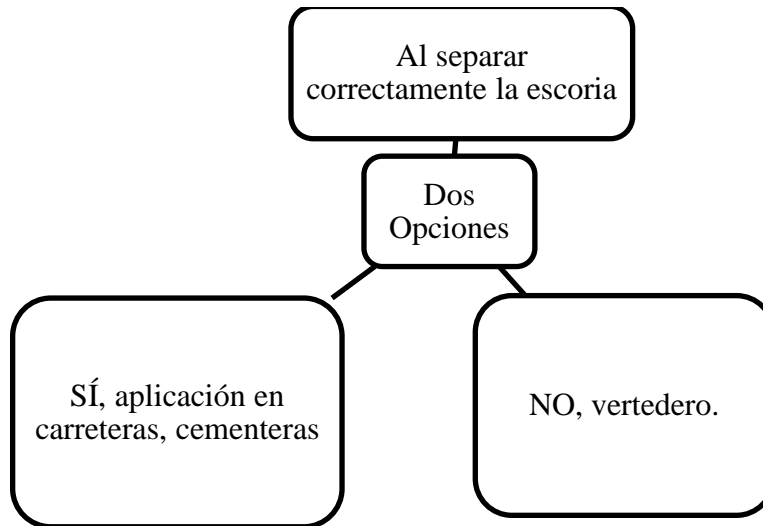 Al separar
correctamente la escoria
Dos
Opciones
SÍ, aplicación en
carreteras, cementeras
NO, vertedero.